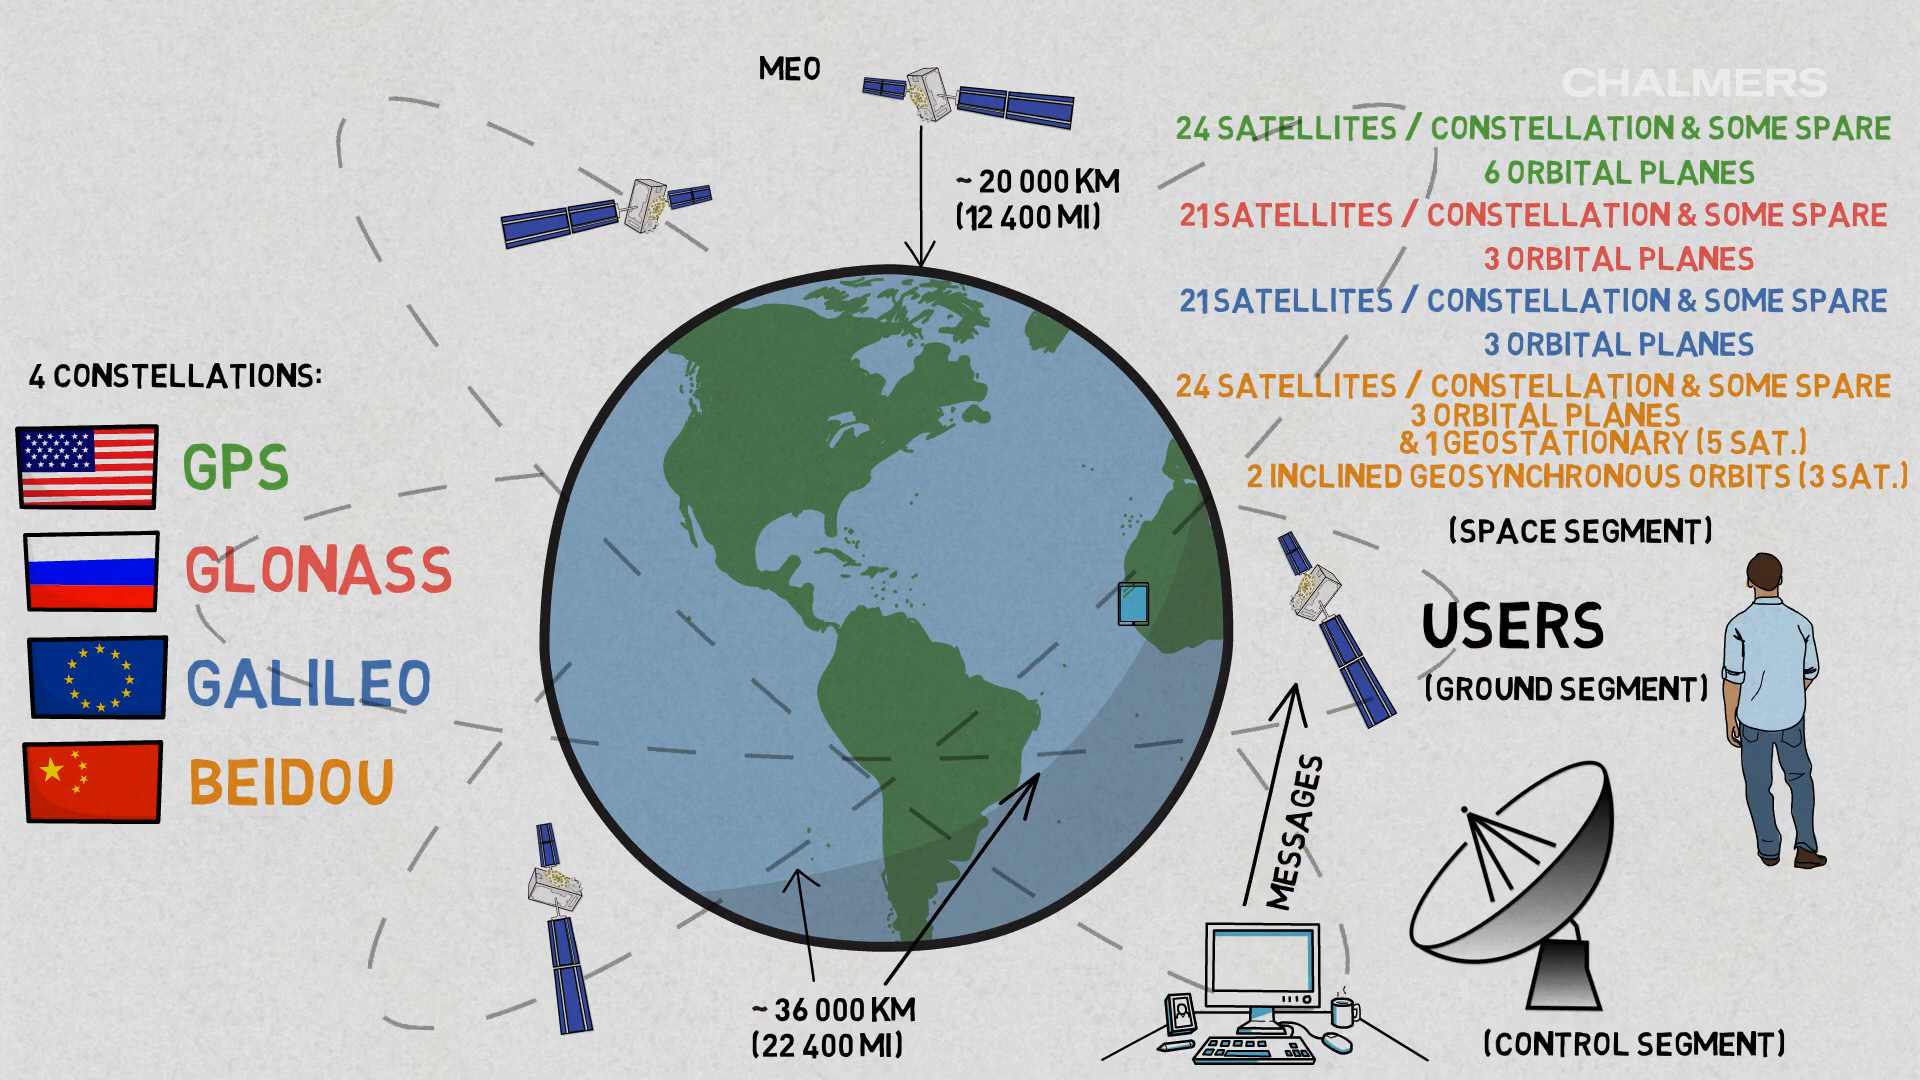 CHALMERS
MEO
24 SATELLITES / CONSTELLATION & SOME SPARE
6 ORBITAL PLANES
~ 20 000 KM
(12 400 MI)
21 SATELLITES / CONSTELLATION & SOME SPARE
3 ORBITAL PLANES
21 SATELLITES / CONSTELLATION & SOME SPARE
3 ORBITAL PLANES
24 SATELLITES / CONSTELLATION & SOME SPARE
3 ORBITAL PLANES
& 1 GEOSTATIONARY (5 SAT.)
2 INCLINED GEOSYNCHRONOUS ORBITS (3 SAT.)
(SPACE SEGMENT)
4 CONSTELLATIONS:
GPS
GLONASS
GALILEO
BEIDOU
USERS
(GROUND SEGMENT)
MESSAGES
~ 36 000 KM
(22 400 MI)
(CONTROL SEGMENT)